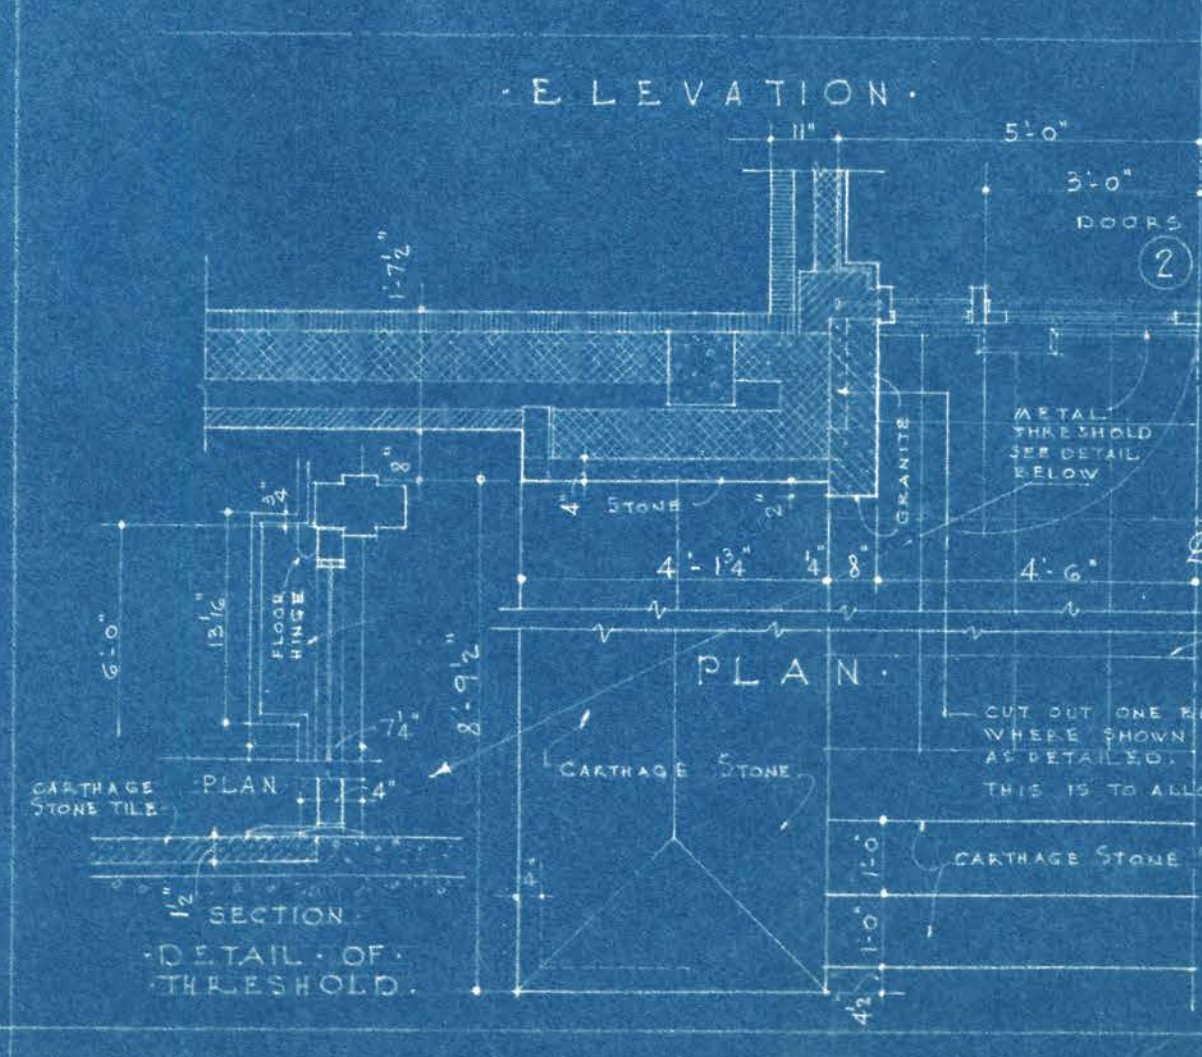 ·ELEVATION·
11"
5'-0"
3'-0"
DOORS
2
1'-7½"
METAL
THRESHOLD
SEE DETAIL
BELOW
GRANITE
8"
¾"
4"
STONE
2"
4'-1¾"
¼"
8"
4'-6"
6'-0"
13/16"
FLOOR
HINGE
8'-9½"
PLAN·
7¼"
CUT OUT ONE
WHERE SHOWN
AS DETAILED.
THIS IS TO
CARTHAGE STONE
CARTHAGE
STONE TILE
PLAN
4"
1'-0"
CARTHAGE STONE
4"
1½"
SECTION·
·DETAIL·OF·
·THRESHOLD·
1'-0"
4½"